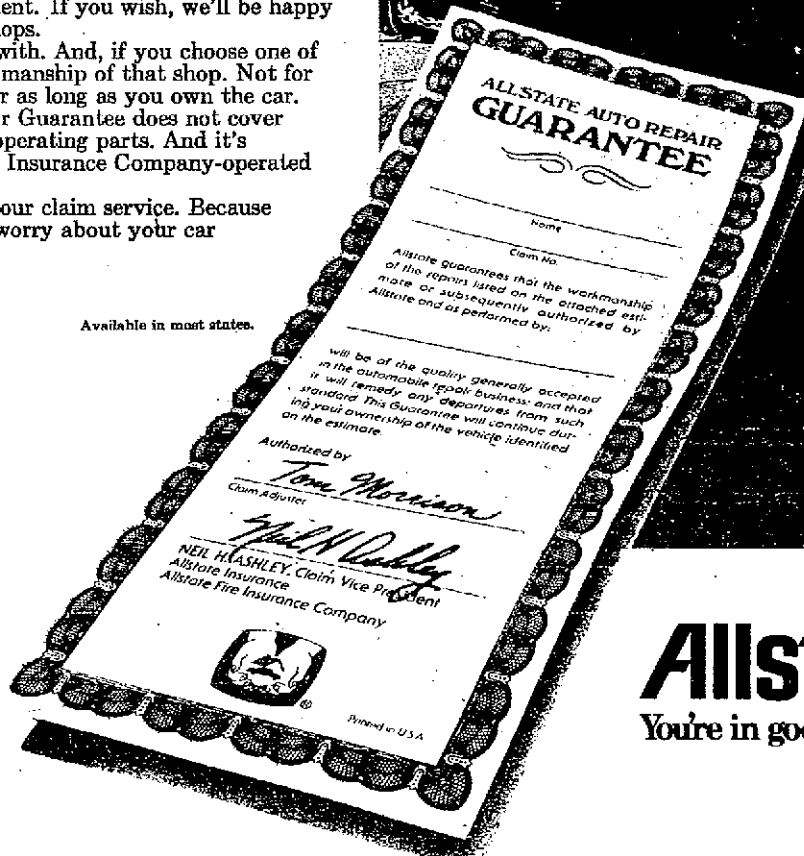 ent. If you wish, we'll be happy
ops.
with. And, if you choose one of
manship of that shop. Not for
r as long as you own the car.
r Guarantee does not cover
operating parts. And it's
Insurance Company-operated
our claim service. Because
worry about your car
Available in most states.
ALLSTATE AUTO REPAIR
GUARANTEE
Name
Claim No.
Allstate guarantees that the workmanship
of the repairs listed on the attached esti-
mate or subsequently authorized by
Allstate and as performed by:
will be of the quality generally accepted
in the automobile repair business: and that
it will remedy any departures from such
standard. This Guarantee will continue dur-
ing your ownership of the vehicle identified
on the estimate.
Authorized by
Tom Morrison
Claim Adjuster
Neil H Ashley
NEIL H. ASHLEY, Claim Vice President
Allstate Insurance
Allstate Fire Insurance Company
®
Printed in U S A
Allst
You're in goo